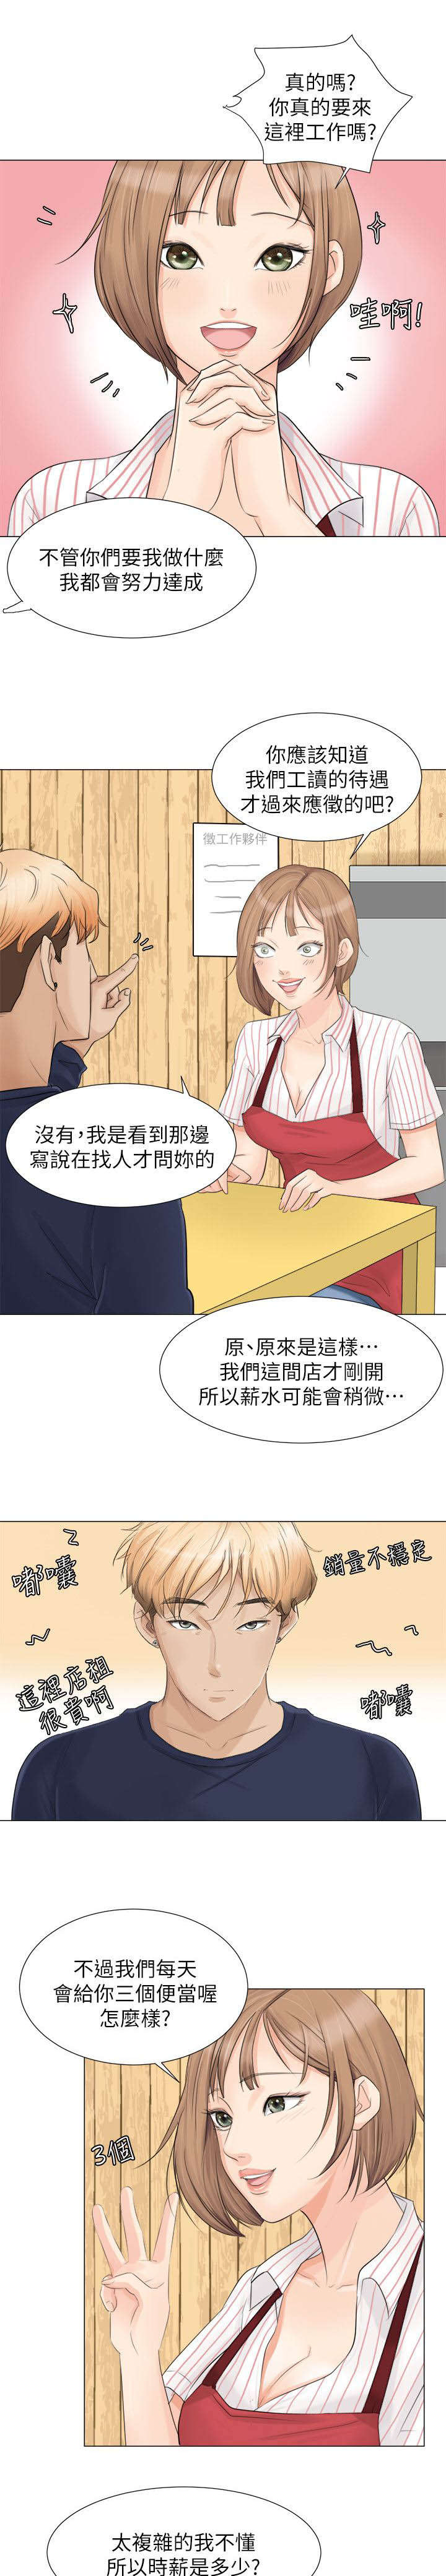 真的嗎?
你真的要來
這裡工作嗎?
哇啊!
不管你們要我做什麼
我都會努力達成
你應該知道
我們工讀的待遇
才過來應徵的吧?
徵工作夥伴
沒有,我是看到那邊
寫說在找人才問妳的
原、原來是這樣…
我們這間店才剛開
所以薪水可能會稍微…
嘟囊
銷量不穩定
這裡店租
很貴啊
嘟囊
不過我們每天
會給你三個便當喔
怎麼樣?
3個
太複雜的我不懂
所以時薪是多少?